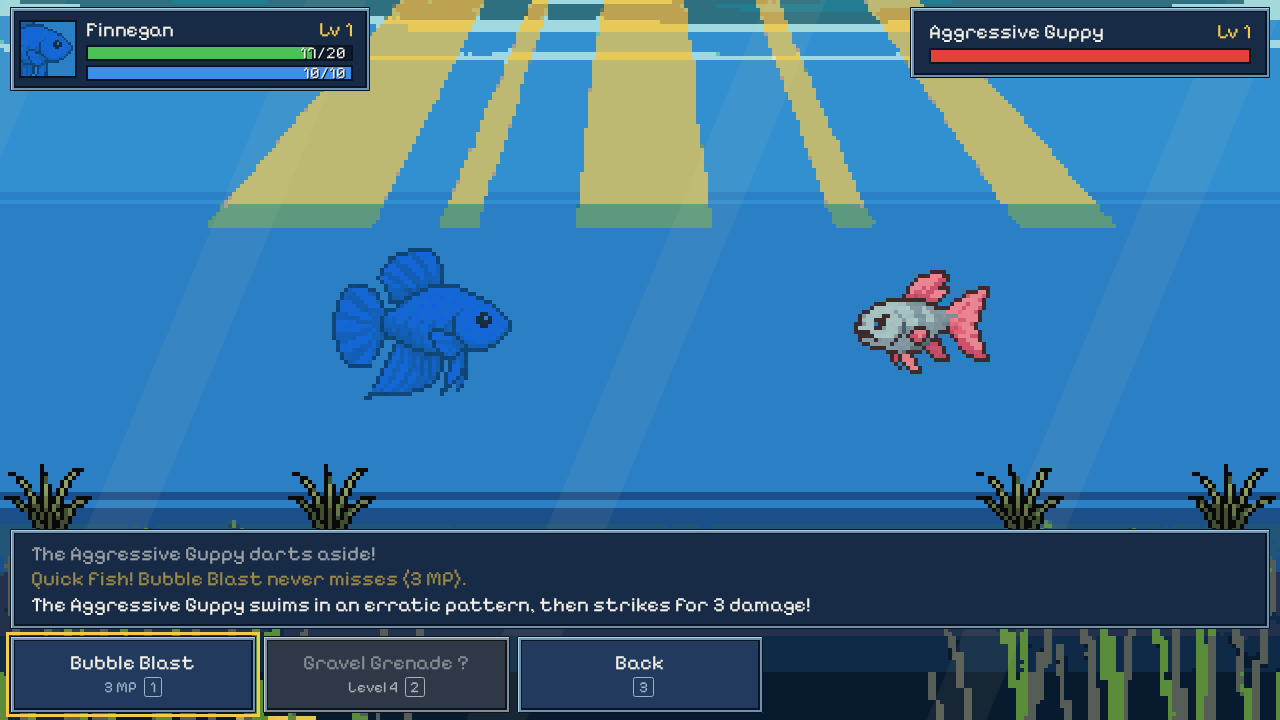 Finnegan Lv 1
17/20
10/10
Aggressive Guppy Lv 1
The Aggressive Guppy darts aside!
Quick fish! Bubble Blast never misses (3 MP).
The Aggressive Guppy swims in an erratic pattern, then strikes for 3 damage!
Bubble Blast
3 MP 1
Gravel Grenade ?
Level 4 2
Back
3